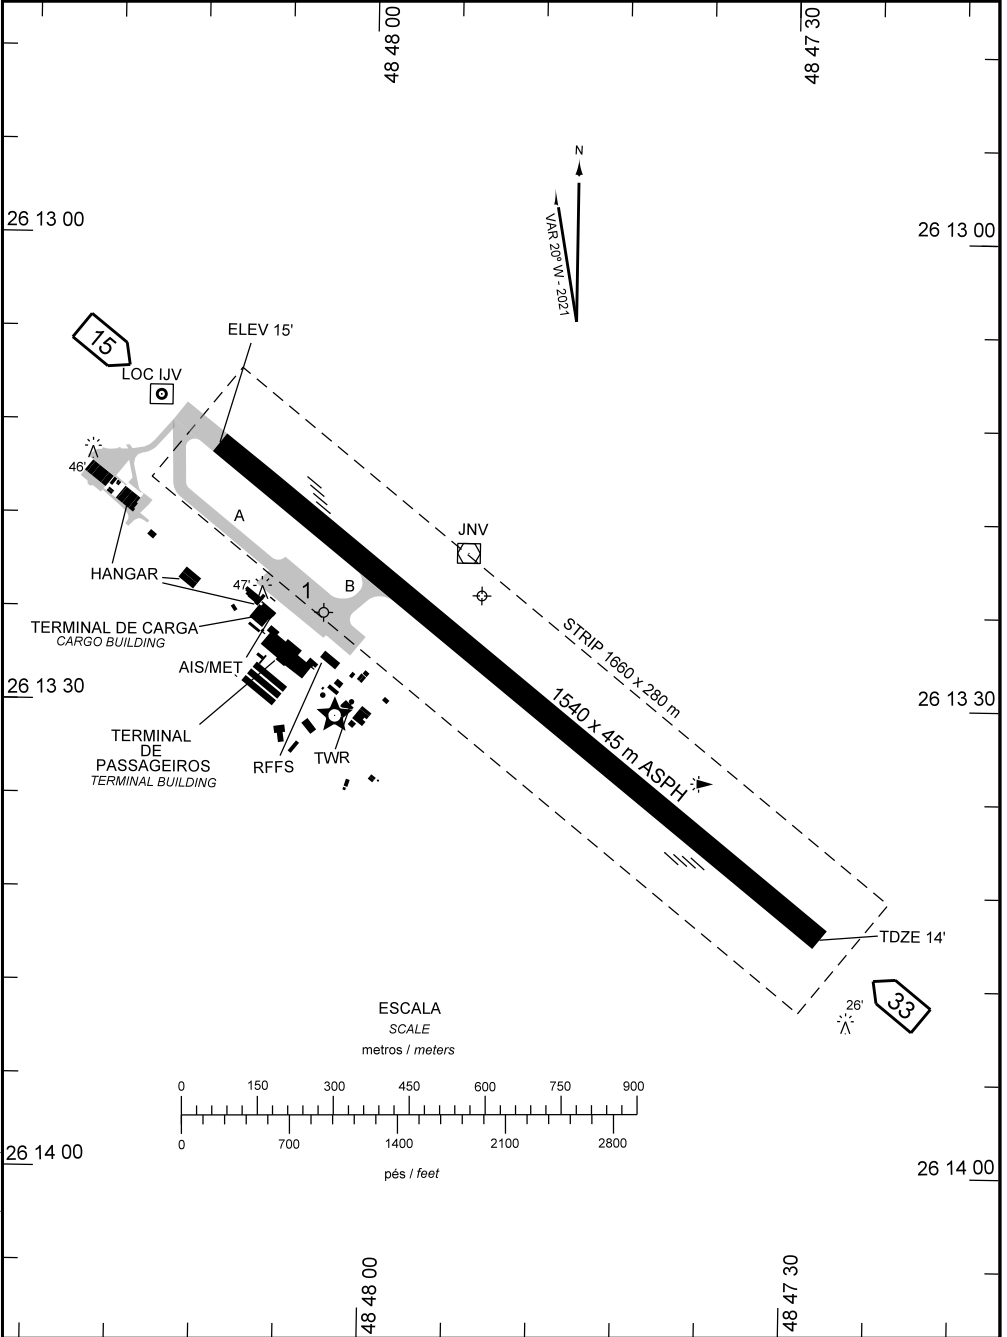 48 48 00
48 47 30
N
VAR 20º W - 2021
26 13 00
26 13 00
15
ELEV 15'
LOC IJV
46'
A
JNV
HANGAR
47'
1
B
TERMINAL DE CARGA
CARGO BUILDING
STRIP 1660 x 280 m
AIS/MET
26 13 30
26 13 30
1540 x 45 m ASPH
TERMINAL
DE
PASSAGEIROS
TERMINAL BUILDING
RFFS
TWR
TDZE 14'
33
26'
ESCALA
SCALE
metros / meters
0 150 300 450 600 750 900
0 700 1400 2100 2800
pés / feet
26 14 00
26 14 00
48 48 00
48 47 30